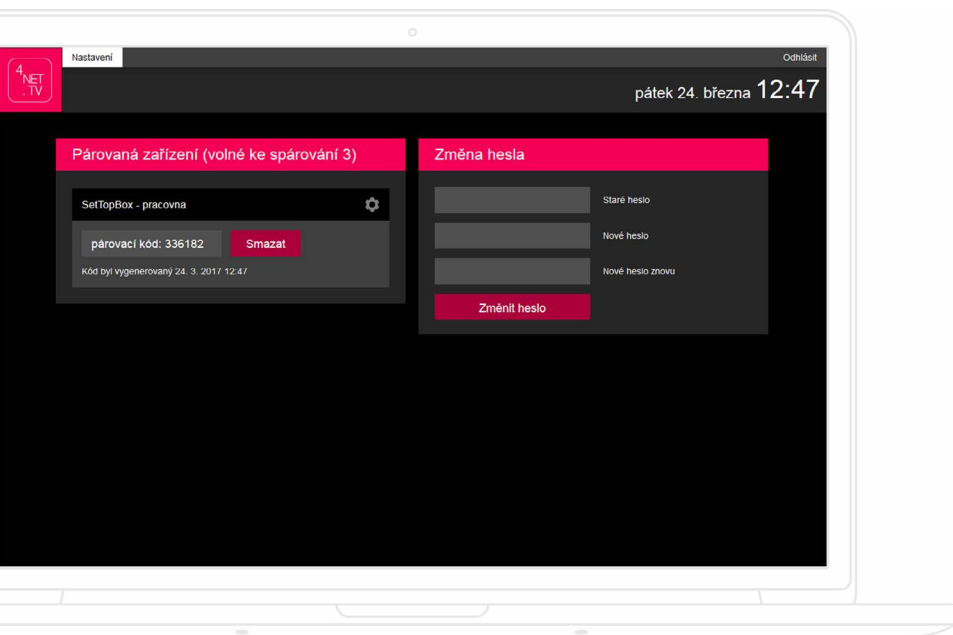 4
NET
. TV
Nastavení
Odhlásit
pátek 24. března 12:47
Párovaná zařízení (volné ke spárování 3)
SetTopBox - pracovna
párovací kód: 336182
Smazat
Kód byl vygenerovaný 24. 3. 2017 12:47
Změna hesla
Staré heslo
Nové heslo
Nové heslo znovu
Změnit heslo